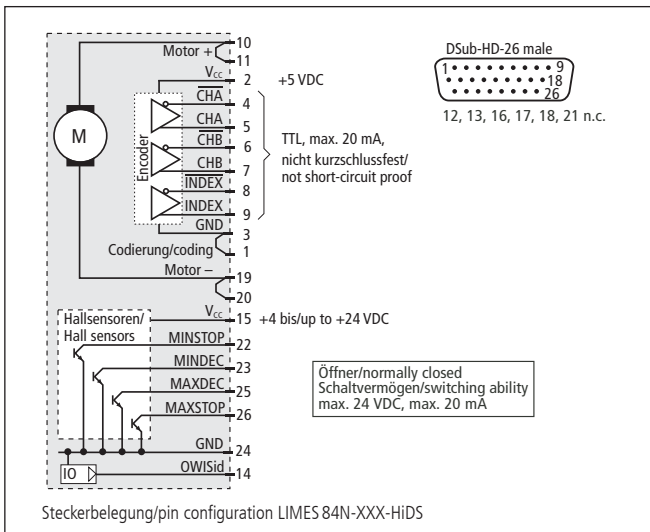 10
Motor +
11
DSub-HD-26 male
1 9
18
26
12, 13, 16, 17, 18, 21 n.c.
VCC 2 +5 VDC
CHA 4
CHA 5
CHB 6
CHB 7
INDEX 8
INDEX 9
GND 3
Codierung/coding 1
M
Encoder
TTL, max. 20 mA,
nicht kurzschlussfest/
not short-circuit proof
Motor – 19
20
VCC 15 +4 bis/up to +24 VDC
Hallsensoren/
Hall sensors
MINSTOP 22
MINDEC 23
MAXDEC 25
MAXSTOP 26
GND 24
IO OWISid 14
Öffner/normally closed
Schaltvermögen/switching ability
max. 24 VDC, max. 20 mA
Steckerbelegung/pin configuration LIMES 84N-XXX-HiDS